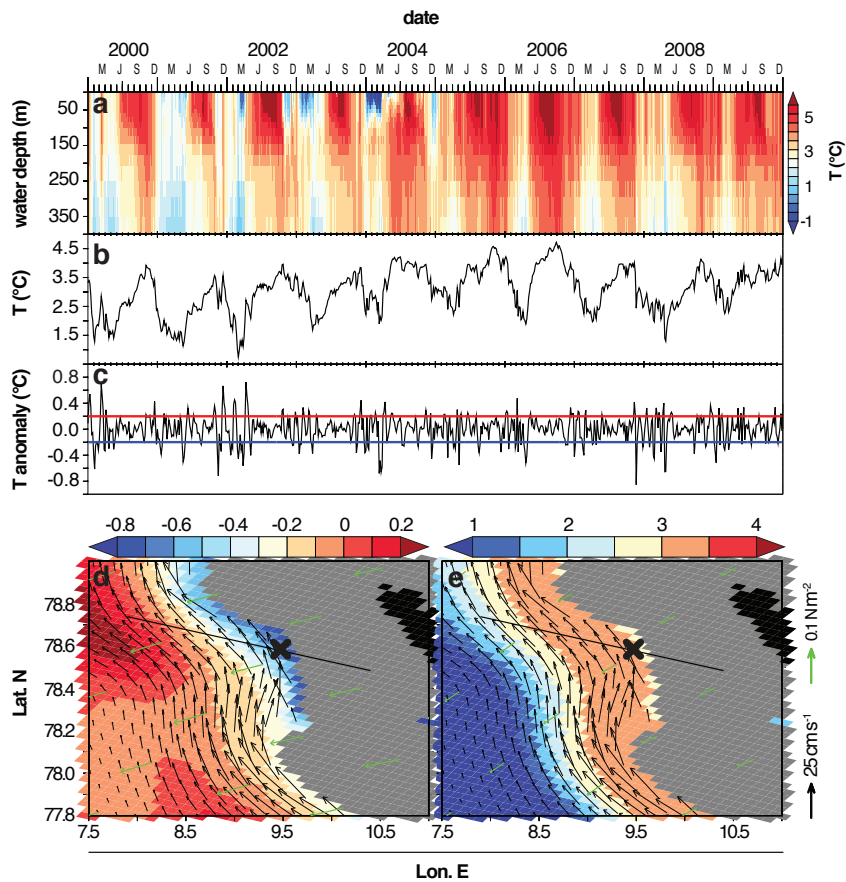 date
2000 2002 2004 2006 2008
M J S D M J S D M J S D M J S D M J S D M J S D M J S D M J S D M J S D M J S D
a
water depth (m)
50
150
250
350
5
3
1
-1
T (°C)
b
T (°C)
4.5
3.5
2.5
1.5
c
T anomaly (°C)
0.8
0.4
0.0
-0.4
-0.8
-0.8 -0.6 -0.4 -0.2 0 0.2
1 2 3 4
d
e
Lat. N
78.8
78.6
78.4
78.2
78.0
77.8
7.5 8.5 9.5 10.5
7.5 8.5 9.5 10.5
Lon. E
0.1 Nm-2
25cms-1